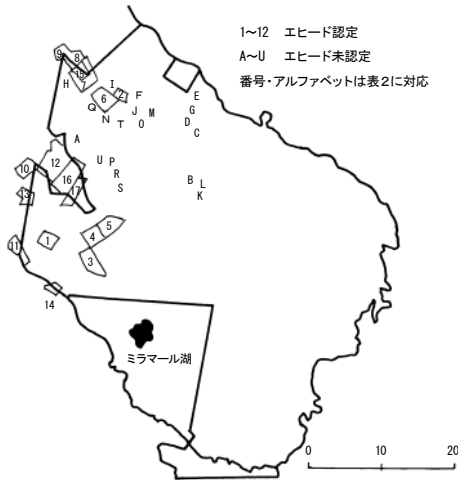 1~12 エヒード認定
A~U エヒード未認定
番号・アルファベットは表2に対応
9 8
15
H I
6 2 F E
Q J M G
N T O D
C
A
12 U P
10 R
16 S B L
13 17 K
1 4 5
11 3
14
ミラマール湖
0 10 20